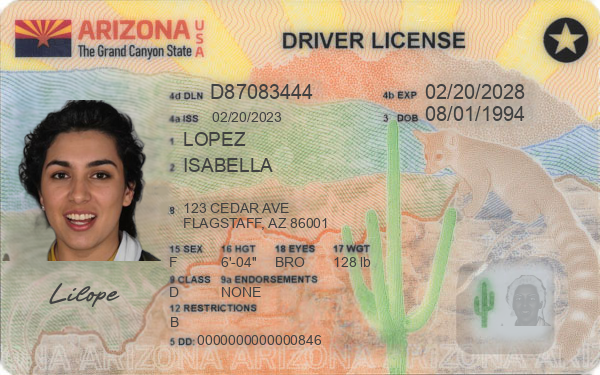 ARIZONA USA
The Grand Canyon State
DRIVER LICENSE
4d DLN D87083444 4b EXP 02/20/2028
4a ISS 02/20/2023 3 DOB 08/01/1994
1 LOPEZ
2 ISABELLA
8 123 CEDAR AVE
FLAGSTAFF, AZ 86001
15 SEX 16 HGT 18 EYES 17 WGT
F 6'-04" BRO 128 lb
9 CLASS 9a ENDORSEMENTS
D NONE
Lilope
12 RESTRICTIONS
B
5 DD: 0000000000000846
ARIZONA ARIZONA ARIZONA ARIZONA